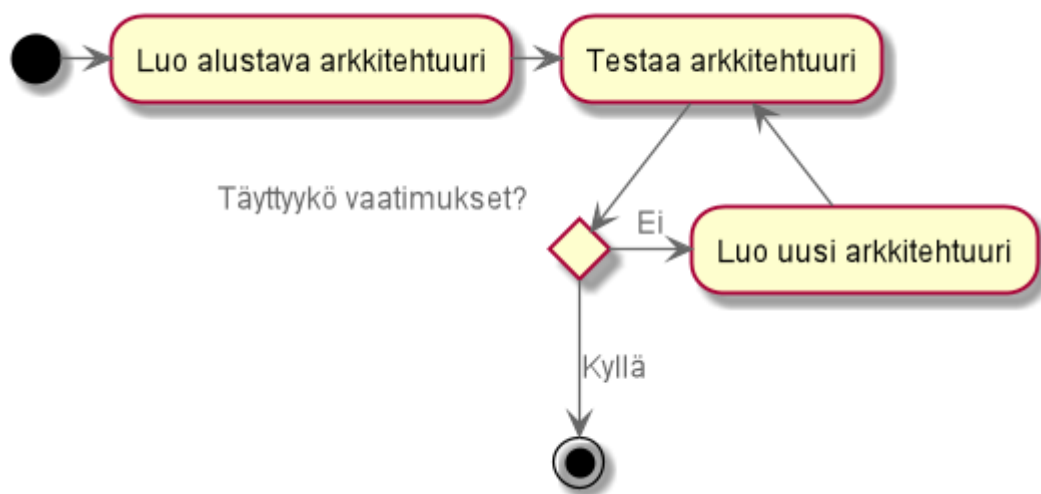 Luo alustava arkkitehtuuri
Testaa arkkitehtuuri
Täyttyykö vaatimukset?
Ei
Luo uusi arkkitehtuuri
Kyllä